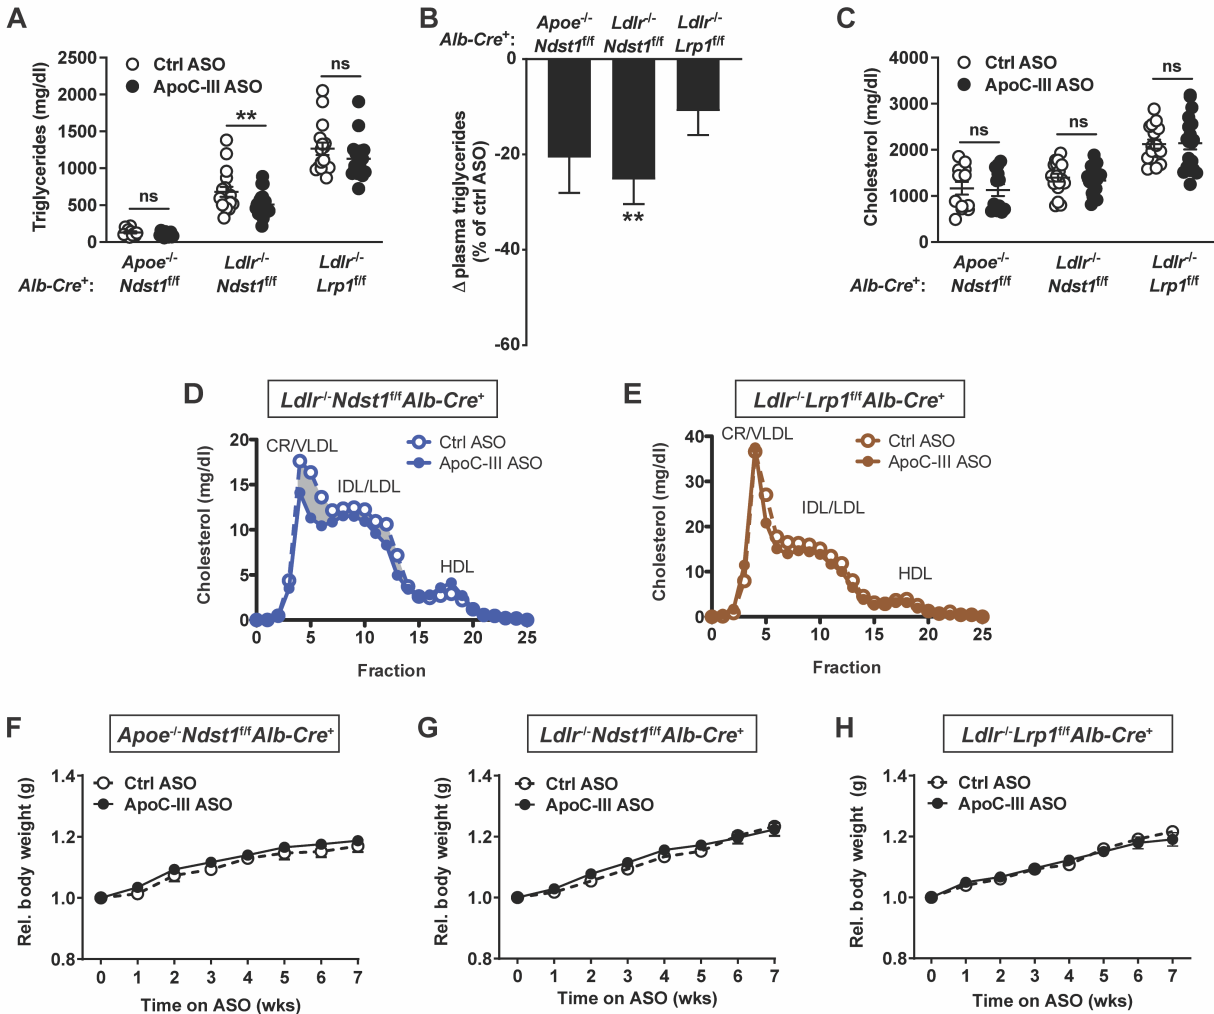 A
Triglycerides (mg/dl)
2500
2000
1500
1000
500
0
Ctrl ASO
ApoC-III ASO
ns
**
ns
Apoe-/- Ldlr-/- Ldlr-/-
Alb-Cre+: Ndst1f/f Ndst1f/f Lrp1f/f
B
Apoe-/- Ldlr-/- Ldlr-/-
Alb-Cre+: Ndst1f/f Ndst1f/f Lrp1f/f
Δ plasma triglycerides
(% of ctrl ASO)
0
-20
-40
-60
**
C
Cholesterol (mg/dl)
4000
3000
2000
1000
0
Ctrl ASO
ApoC-III ASO
ns
ns
ns
Apoe-/- Ldlr-/- Ldlr-/-
Alb-Cre+: Ndst1f/f Ndst1f/f Lrp1f/f
D
Ldlr-/-Ndst1f/fAlb-Cre+
Cholesterol (mg/dl)
20
15
10
5
0
CR/VLDL
IDL/LDL
HDL
Ctrl ASO
ApoC-III ASO
0 5 10 15 20 25
Fraction
E
Ldlr-/-Lrp1f/fAlb-Cre+
Cholesterol (mg/dl)
40
30
20
10
0
CR/VLDL
IDL/LDL
HDL
Ctrl ASO
ApoC-III ASO
0 5 10 15 20 25
Fraction
F
Apoe-/-Ndst1f/fAlb-Cre+
Rel. body weight (g)
1.4
1.2
1.0
0.8
Ctrl ASO
ApoC-III ASO
0 1 2 3 4 5 6 7
Time on ASO (wks)
G
Ldlr-/-Ndst1f/fAlb-Cre+
Rel. body weight (g)
1.4
1.2
1.0
0.8
Ctrl ASO
ApoC-III ASO
0 1 2 3 4 5 6 7
Time on ASO (wks)
H
Ldlr-/-Lrp1f/fAlb-Cre+
Rel. body weight (g)
1.4
1.2
1.0
0.8
Ctrl ASO
ApoC-III ASO
0 1 2 3 4 5 6 7
Time on ASO (wks)